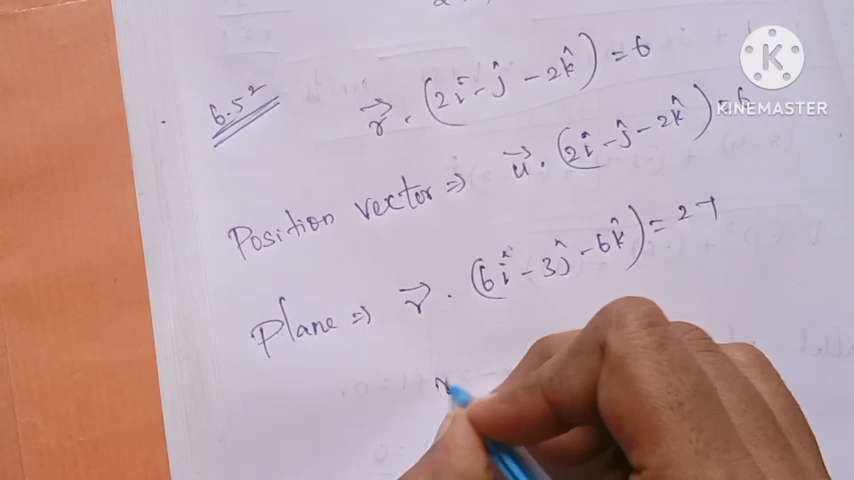 6.5²
r⃗ . (2î - ĵ - 2k̂) = 6
KINEMASTER
Position vector ⇒ u⃗ . (2î - ĵ - 2k̂) = 6
Plane ⇒ r⃗ . (6î - 3ĵ - 6k̂) = 27